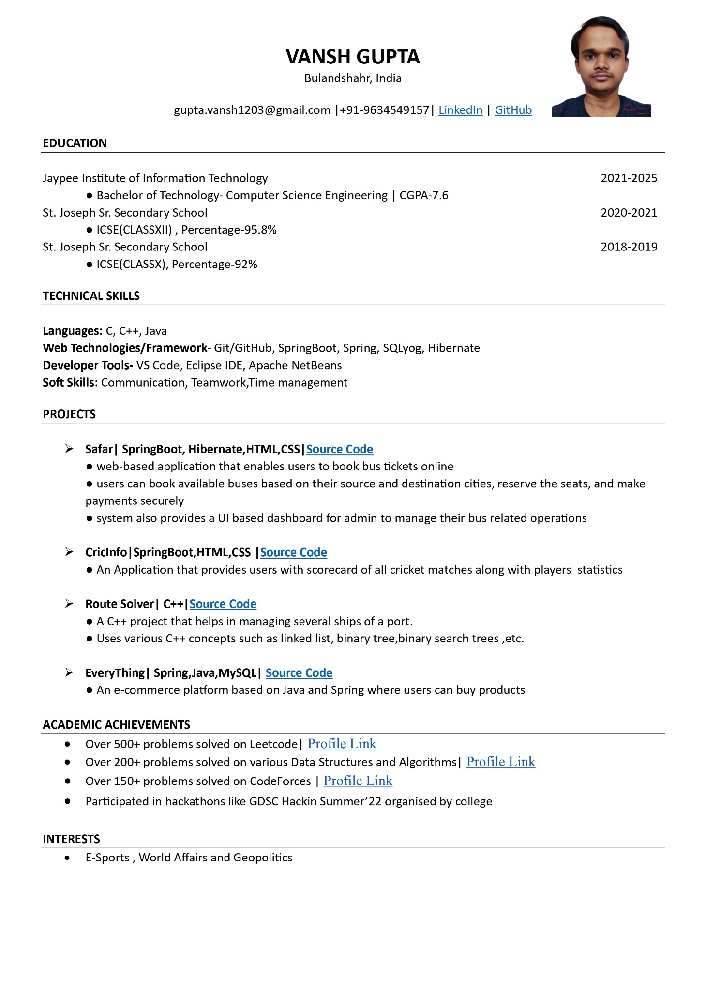 VANSH GUPTA
Bulandshahr, India
gupta.vansh1203@gmail.com |+91-9634549157| LinkedIn | GitHub
EDUCATION
Jaypee Institute of Information Technology 2021-2025
● Bachelor of Technology- Computer Science Engineering | CGPA-7.6
St. Joseph Sr. Secondary School 2020-2021
● ICSE(CLASSXII) , Percentage-95.8%
St. Joseph Sr. Secondary School 2018-2019
● ICSE(CLASSX), Percentage-92%
TECHNICAL SKILLS
Languages: C, C++, Java
Web Technologies/Framework- Git/GitHub, SpringBoot, Spring, SQLyog, Hibernate
Developer Tools- VS Code, Eclipse IDE, Apache NetBeans
Soft Skills: Communication, Teamwork,Time management
PROJECTS
➢ Safar| SpringBoot, Hibernate,HTML,CSS|Source Code
● web-based application that enables users to book bus tickets online
● users can book available buses based on their source and destination cities, reserve the seats, and make
payments securely
● system also provides a UI based dashboard for admin to manage their bus related operations
➢ CricInfo|SpringBoot,HTML,CSS |Source Code
● An Application that provides users with scorecard of all cricket matches along with players  statistics
➢ Route Solver| C++|Source Code
● A C++ project that helps in managing several ships of a port.
● Uses various C++ concepts such as linked list, binary tree,binary search trees ,etc.
➢ EveryThing| Spring,Java,MySQL| Source Code
● An e-commerce platform based on Java and Spring where users can buy products
ACADEMIC ACHIEVEMENTS
● Over 500+ problems solved on Leetcode| Profile Link
● Over 200+ problems solved on various Data Structures and Algorithms| Profile Link
● Over 150+ problems solved on CodeForces | Profile Link
● Participated in hackathons like GDSC Hackin Summer’22 organised by college
INTERESTS
● E-Sports , World Affairs and Geopolitics